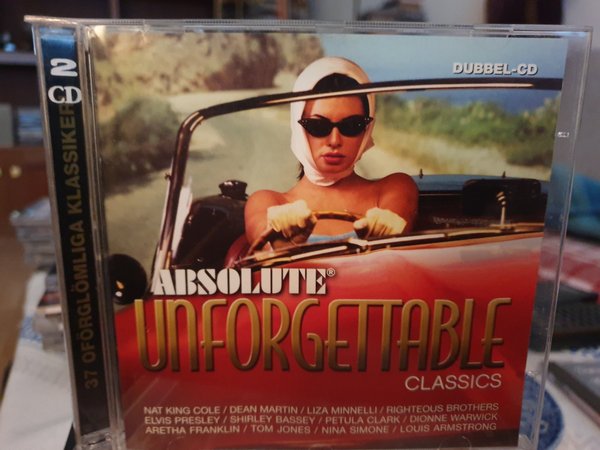 2
CD
37 OFÖRGLÖMLIGA KLASSIKER
DUBBEL-CD
ABSOLUTE®
UNFORGETTABLE
CLASSICS
NAT KING COLE / DEAN MARTIN / LIZA MINNELLI / RIGHTEOUS BROTHERS
ELVIS PRESLEY / SHIRLEY BASSEY / PETULA CLARK / DIONNE WARWICK
ARETHA FRANKLIN / TOM JONES / NINA SIMONE / LOUIS ARMSTRONG